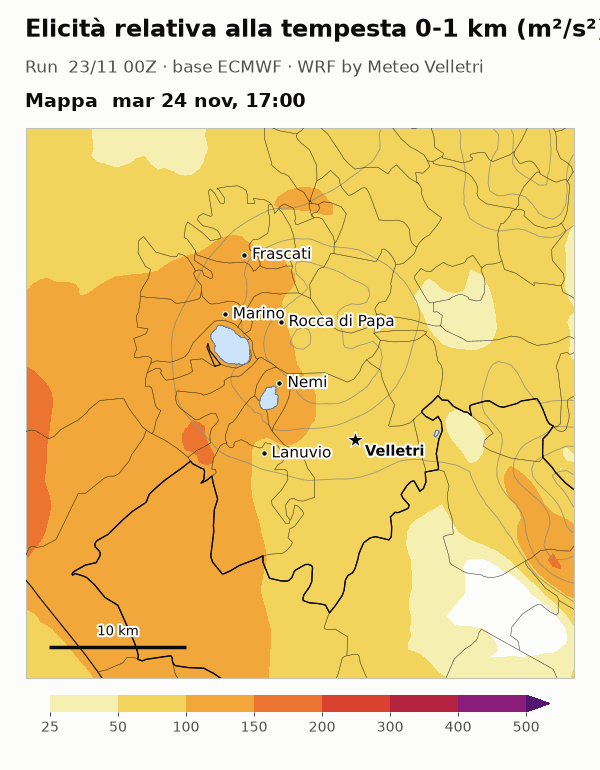 Elicità relativa alla tempesta 0-1 km (m²/s²)
Run 23/11 00Z · base ECMWF · WRF by Meteo Velletri
Mappa mar 24 nov, 17:00
Frascati
Marino
Rocca di Papa
Nemi
Velletri
Lanuvio
10 km
25 50 100 150 200 300 400 500